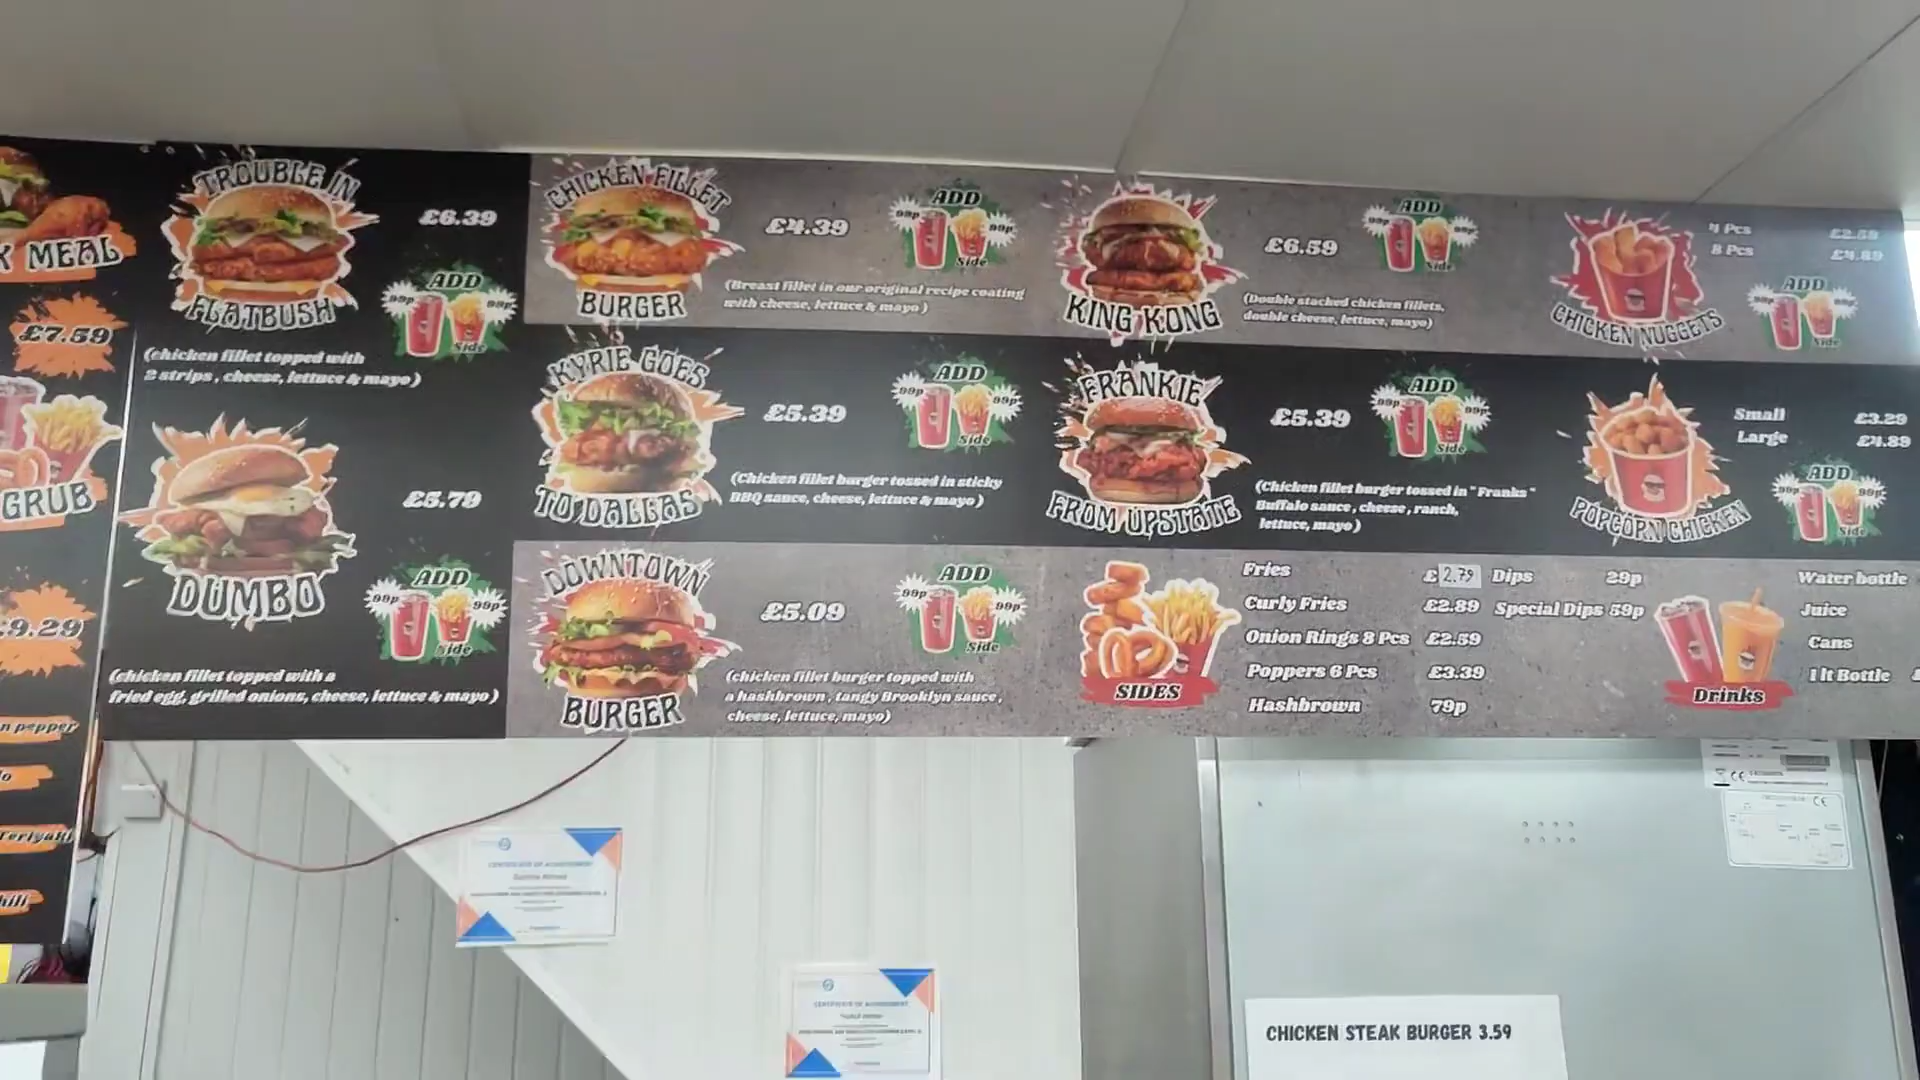 K MEAL
£7.59
GRUB
£9.29
n pepper
Teriyaki
TROUBLE IN
FLATBUSH
£6.39
ADD
99p
99p
Side
(chicken fillet topped with
2 strips , cheese, lettuce & mayo )
DUMBO
£5.79
ADD
99p
99p
Side
(chicken fillet topped with a
fried egg, grilled onions, cheese, lettuce & mayo )
CHICKEN FILLET
BURGER
£4.39
ADD
99p
99p
Side
(Breast fillet in our original recipe coating
with cheese, lettuce & mayo )
KYRIE GOES
TO DALLAS
£5.39
ADD
99p
99p
Side
(Chicken fillet burger tossed in sticky
BBQ sauce, cheese, lettuce & mayo )
DOWNTOWN
BURGER
£5.09
ADD
99p
99p
Side
(chicken fillet burger topped with
a hashbrown , tangy Brooklyn sauce ,
cheese, lettuce, mayo)
KING KONG
£6.59
ADD
99p
99p
Side
(Double stacked chicken fillets,
double cheese, lettuce, mayo)
FRANKIE
FROM UPSTATE
£5.39
ADD
99p
99p
Side
(Chicken fillet burger tossed in " Franks "
Buffalo sauce , cheese , ranch,
lettuce, mayo )
SIDES
Fries £2.79
Curly Fries £2.89
Onion Rings 8 Pcs £2.59
Poppers 6 Pcs £3.39
Hashbrown 79p
Dips 29p
Special Dips 59p
CHICKEN NUGGETS
4 Pcs £2.59
8 Pcs £4.89
ADD
99p
99p
Side
POPCORN CHICKEN
Small £3.29
Large £4.89
ADD
99p
99p
Side
Drinks
Water bottle
Juice
Cans
1 lt Bottle
CERTIFICATE OF ACHIEVEMENT
CERTIFICATE OF ACHIEVEMENT
CHICKEN STEAK BURGER 3.59